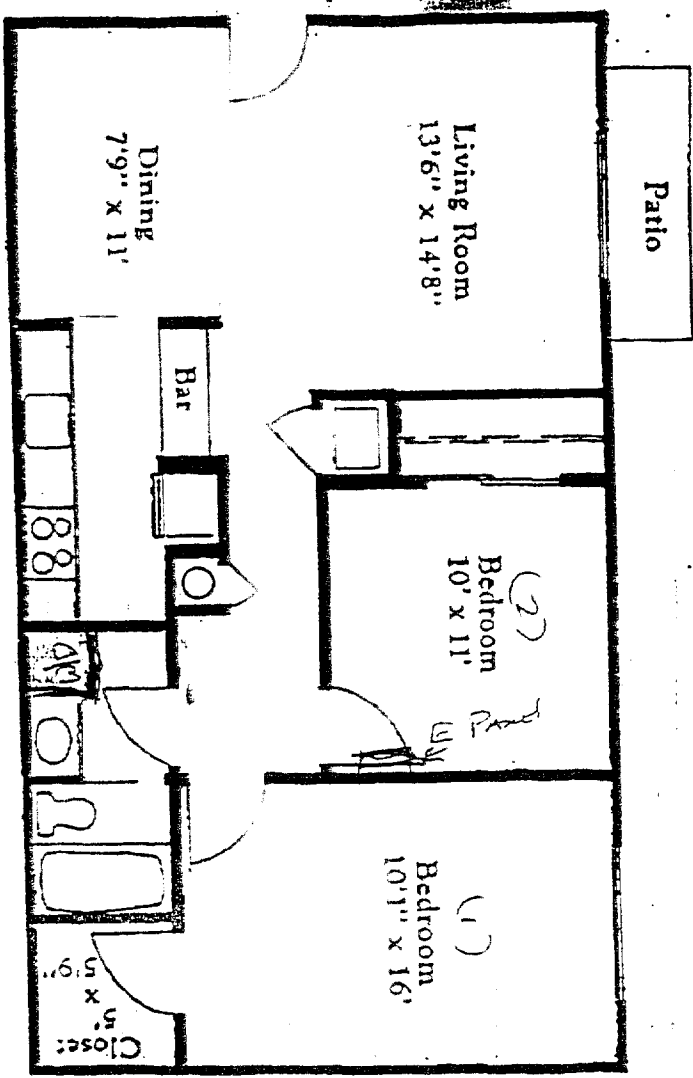 Patio
Living Room
13'6" x 14'8"
Dining
7'9" x 11'
Bar
(2)
Bedroom
10' x 11'
E Panel
(1)
Bedroom
10'1" x 16'
Closet
5' x
5'9"